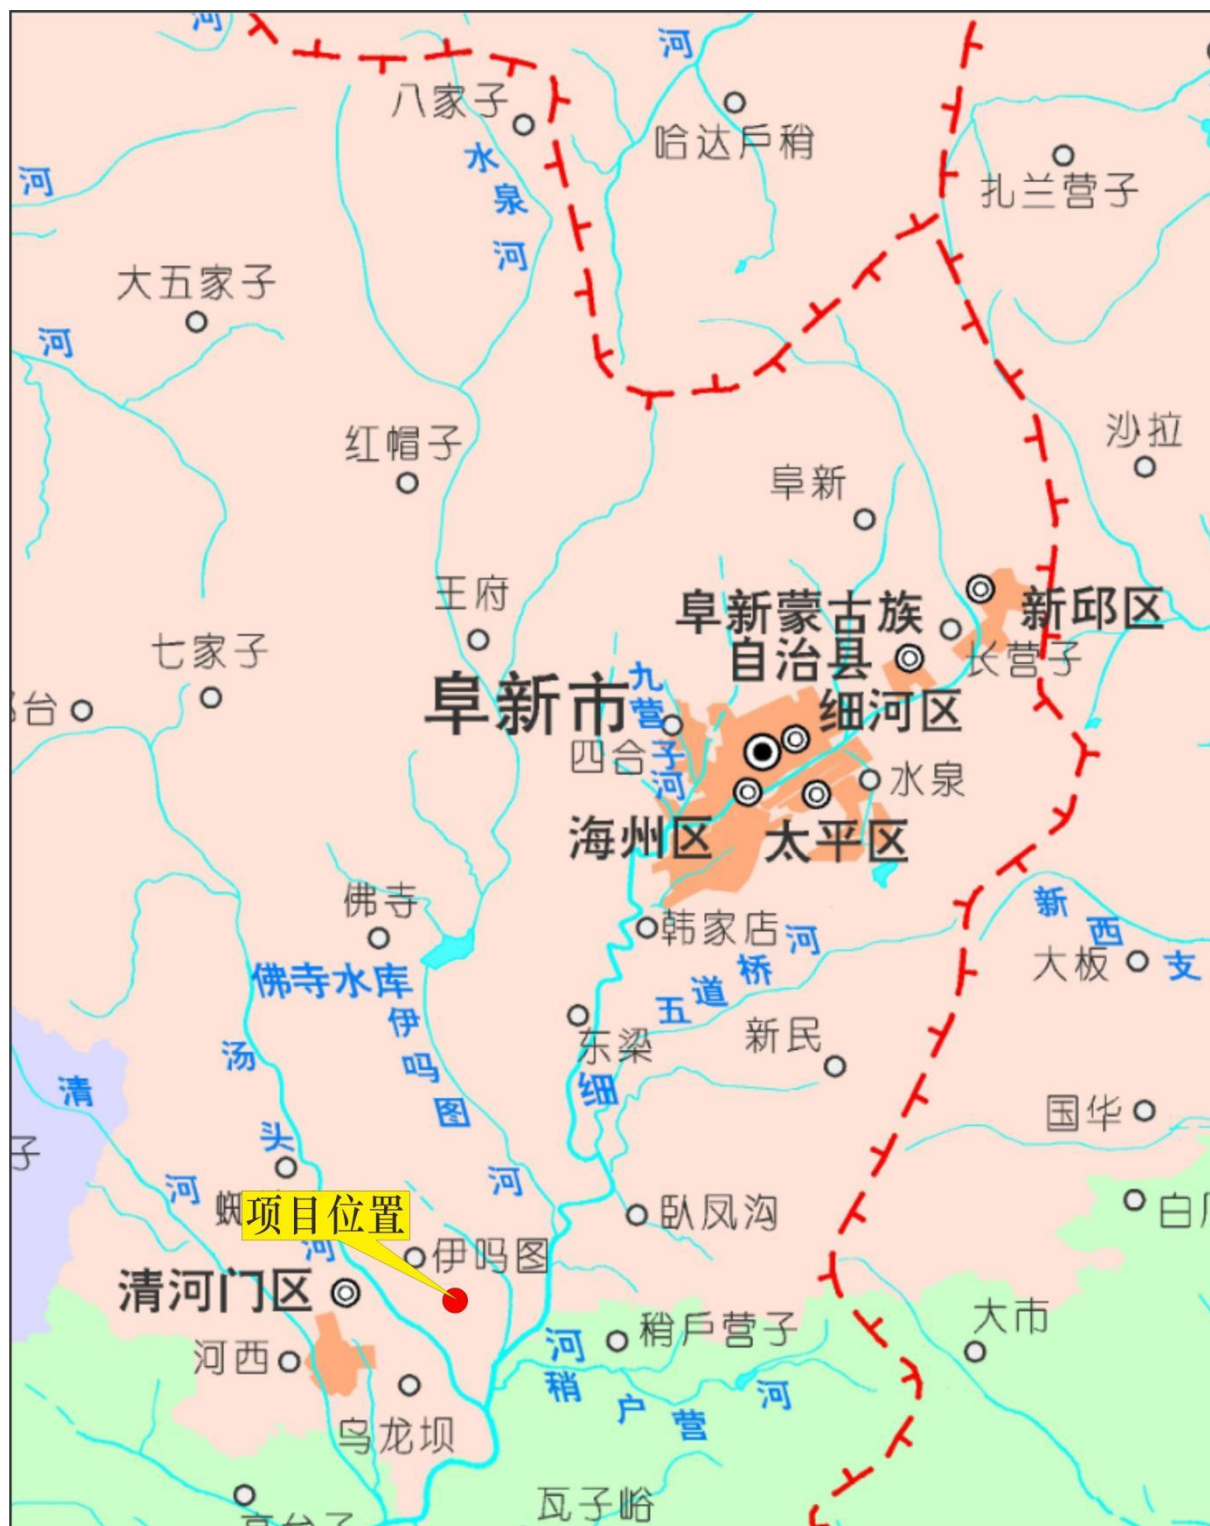 河
河
八家子
哈达户稍
水泉河
河
扎兰营子
大五家子
河
红帽子
沙拉
阜新
王府
阜新蒙古族
自治县
新邱区
长营子
七家子
九营子河
阜新市
细河区
台
四合
水泉
海州区
太平区
佛寺
韩家店
五道桥河
新西支
大板
佛寺水库
伊吗图河
东梁
新民
细河
汤头河
清河
国华
子
项目位置
卧凤沟
白
伊吗图
清河门区
大市
稍户营子
河西
稍户营河
乌龙坝
瓦子峪
高台子